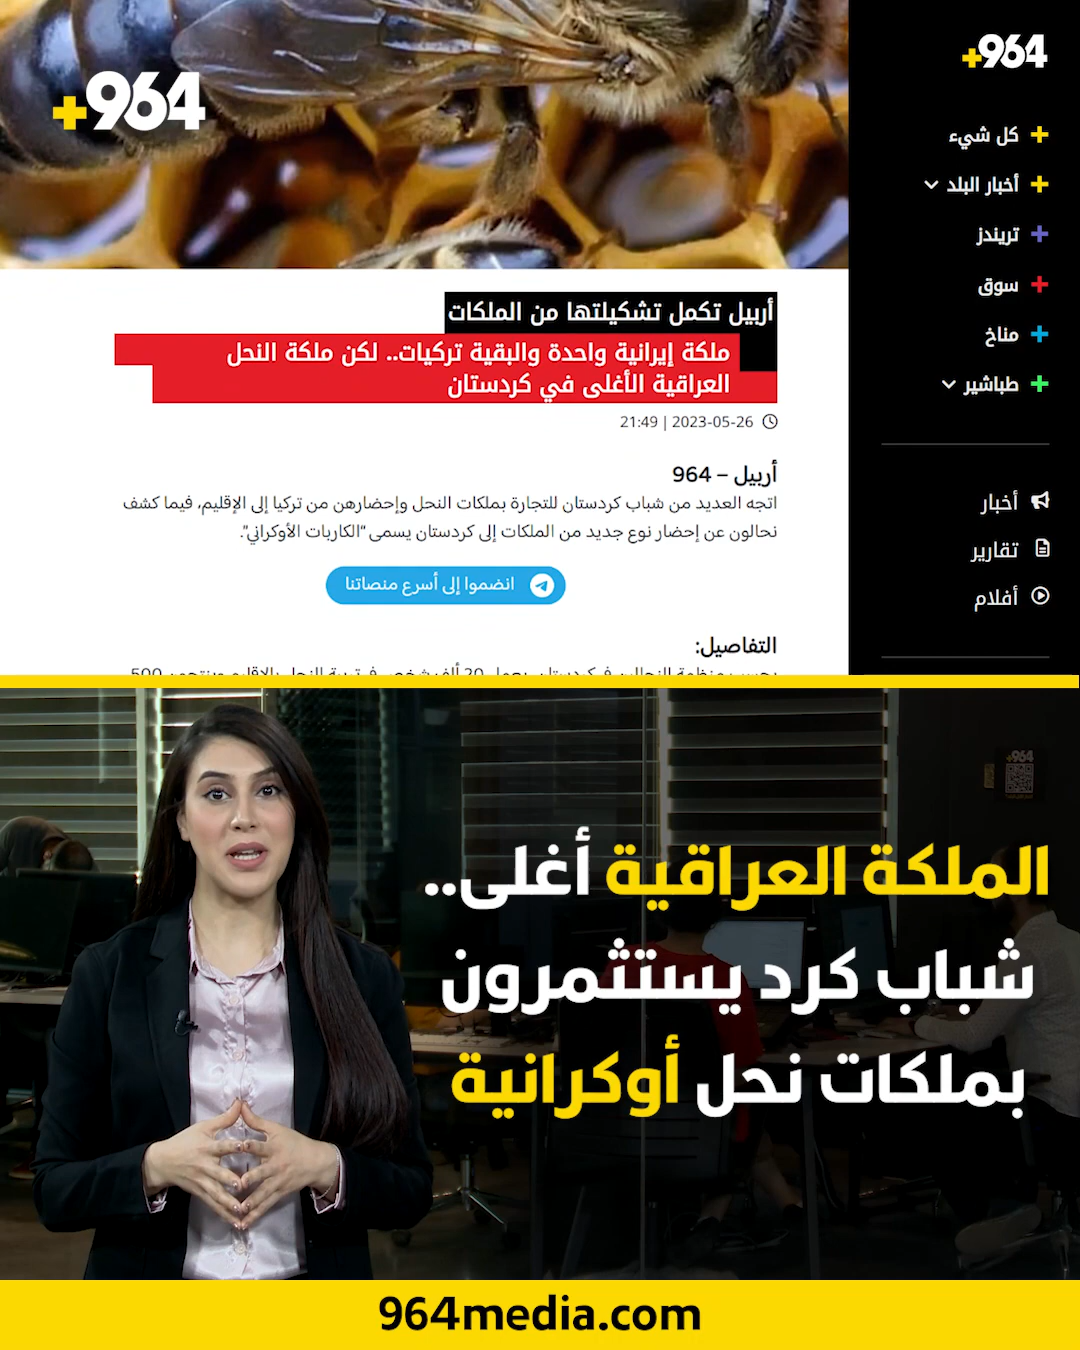 +964
+964
كل شيء
أخبار البلد
تريندز
سوق
مناخ
طباشير
أخبار
تقارير
أفلام
أربيل تكمل تشكيلتها من الملكات
ملكة إيرانية واحدة والبقية تركيات.. لكن ملكة النحل
العراقية الأغلى في كردستان
2023-05-26 | 21:49
أربيل – 964
اتجه العديد من شباب كردستان للتجارة بملكات النحل وإحضارهن من تركيا إلى الإقليم، فيما كشف
نحالون عن إحضار نوع جديد من الملكات إلى كردستان يسمى “الكاربات الأوكراني”.
انضموا إلى أسرع منصاتنا
التفاصيل:
+964
الملكة العراقية أغلى..
شباب كرد يستثمرون
بملكات نحل أوكرانية
964media.com